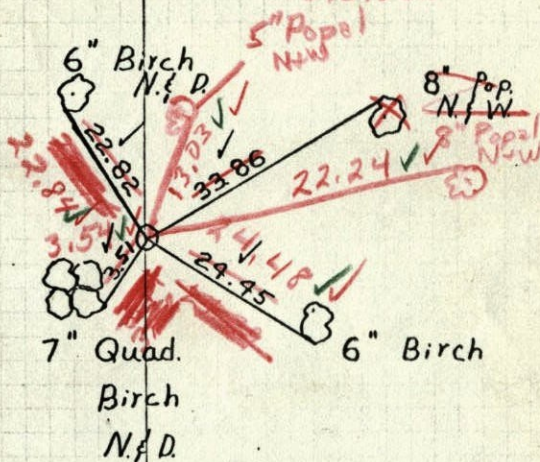 5" Popel
N & W
6" Birch
N. & D.
8" Pop.
N. & W.
8" Popel
N & W
22.82
22.84
13.03
33.86
22.24
3.54
3.51
24.48
24.45
7" Quad.
Birch
N. & D.
6" Birch